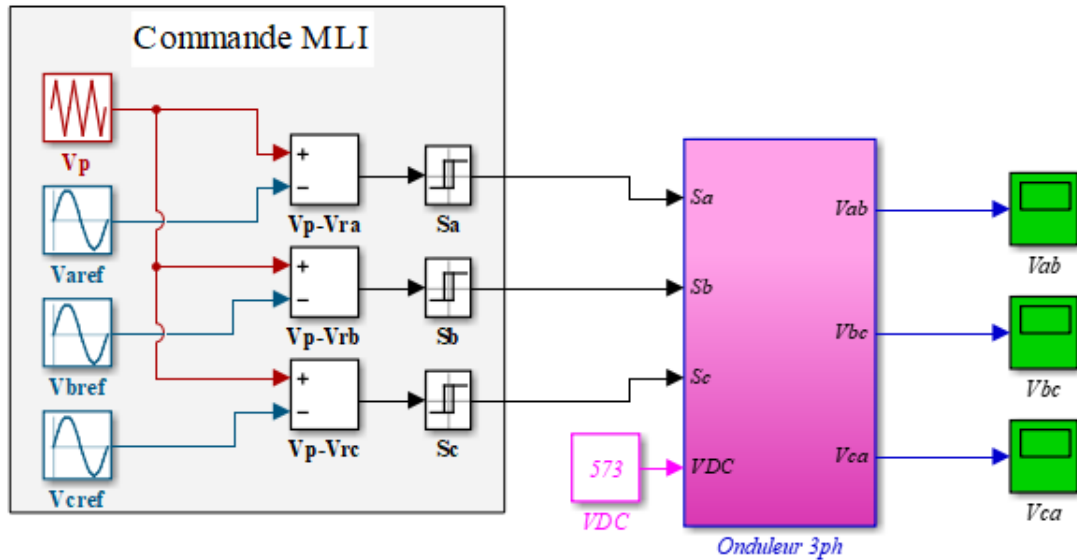 Commande MLI
Vp
+
−
Vp-Vra
Sa
Varef
+
−
Vp-Vrb
Sb
Vbref
+
−
Vp-Vrc
Sc
Vcref
573
VDC
Sa
Sb
Sc
VDC
Vab
Vbc
Vca
Onduleur 3ph
Vab
Vbc
Vca